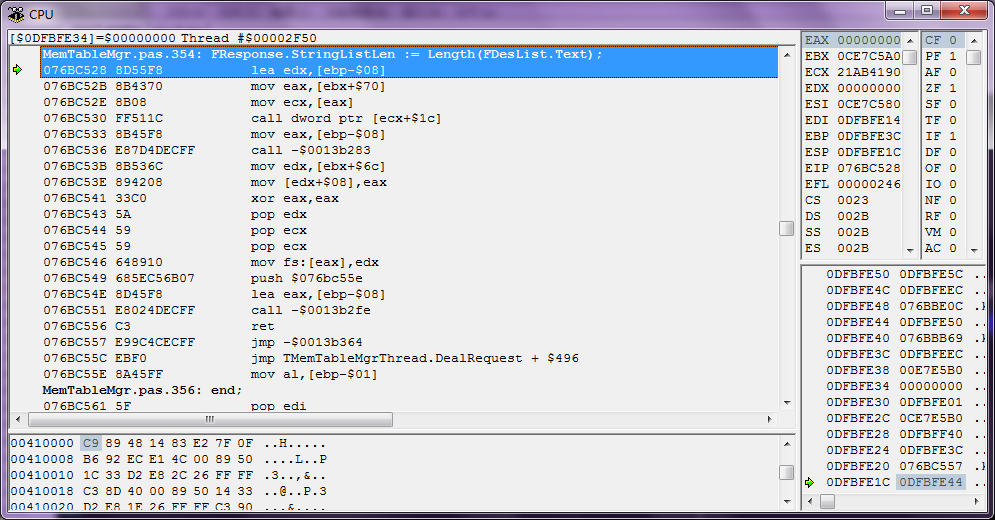 CPU
[$0DFBFE34]=$00000000 Thread #$00002F50
MemTableMgr.pas.354: FResponse.StringListLen := Length(FDesList.Text);
076BC528 8D55F8 lea edx,[ebp-$08]
076BC52B 8B4370 mov eax,[ebx+$70]
076BC52E 8B08 mov ecx,[eax]
076BC530 FF511C call dword ptr [ecx+$1c]
076BC533 8B45F8 mov eax,[ebp-$08]
076BC536 E87D4DECFF call -$0013b283
076BC53B 8B536C mov edx,[ebx+$6c]
076BC53E 894208 mov [edx+$08],eax
076BC541 33C0 xor eax,eax
076BC543 5A pop edx
076BC544 59 pop ecx
076BC545 59 pop ecx
076BC546 648910 mov fs:[eax],edx
076BC549 685EC56B07 push $076bc55e
076BC54E 8D45F8 lea eax,[ebp-$08]
076BC551 E8024DECFF call -$0013b2fe
076BC556 C3 ret
076BC557 E99C4CECFF jmp -$0013b364
076BC55C EBF0 jmp TMemTableMgrThread.DealRequest + $496
076BC55E 8A45FF mov al,[ebp-$01]
MemTableMgr.pas.356: end;
076BC561 5F pop edi
EAX 00000000
EBX 0CE7C5A0
ECX 21AB4190
EDX 00000000
ESI 0CE7C580
EDI 0DFBFE14
EBP 0DFBFE3C
ESP 0DFBFE1C
EIP 076BC528
EFL 00000246
CS 0023
DS 002B
SS 002B
ES 002B
CF 0
PF 1
AF 0
ZF 1
SF 0
TF 0
IF 1
DF 0
OF 0
IO 0
NF 0
RF 0
VM 0
AC 0
00410000 C9 89 48 14 83 E2 7F 0F ..H.....
00410008 B6 92 EC E1 4C 00 89 50 ....L..P
00410010 1C 33 D2 E8 2C 26 FF FF .3..,&..
00410018 C3 8D 40 00 89 50 14 33 ..@..P.3
00410020 D2 E8 1E 26 FF FF C3 90 ...&....
0DFBFE50 0DFBFE5C ..
0DFBFE4C 0DFBFEEC ..
0DFBFE48 076BBE0C .}
0DFBFE44 0DFBFE50 ..
0DFBFE40 076BBB69 .}
0DFBFE3C 0DFBFEEC ..
0DFBFE38 00E7E5B0 ..
0DFBFE34 00000000 ..
0DFBFE30 0DFBFE01 ..
0DFBFE2C 0CE7E5B0 ..
0DFBFE28 0DFBFF40 ..
0DFBFE24 0DFBFE3C ..
0DFBFE20 076BC557 .}
0DFBFE1C 0DFBFE44 ..